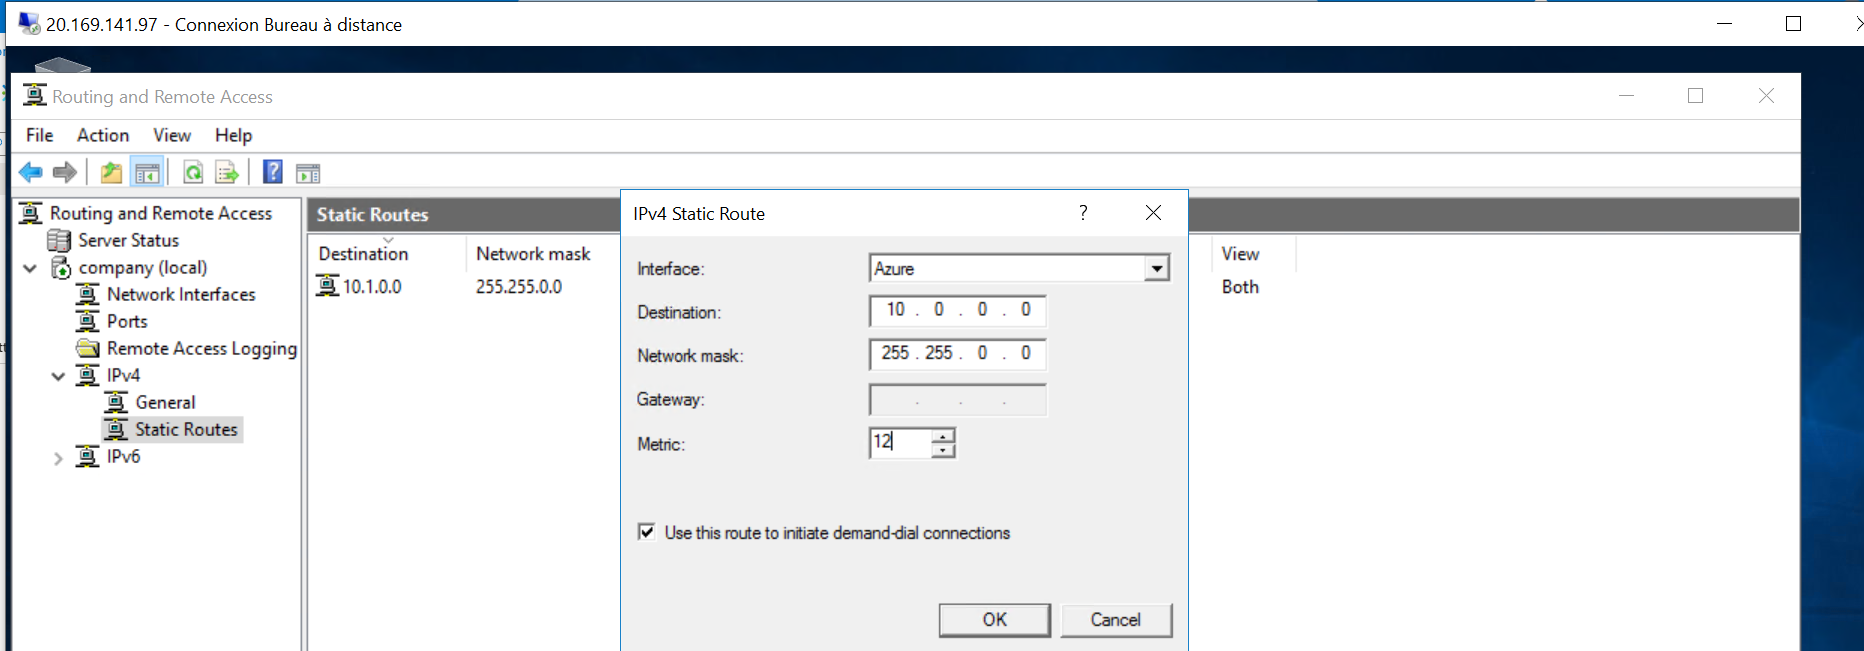 20.169.141.97 - Connexion Bureau à distance
Routing and Remote Access
File Action View Help
Routing and Remote Access
Server Status
company (local)
Network Interfaces
Ports
Remote Access Logging
IPv4
General
Static Routes
IPv6
Static Routes
Destination Network mask View
10.1.0.0 255.255.0.0 Both
IPv4 Static Route ?
Interface: Azure
Destination: 10 . 0 . 0 . 0
Network mask: 255 . 255 . 0 . 0
Gateway: . . .
Metric: 12
Use this route to initiate demand-dial connections
OK Cancel